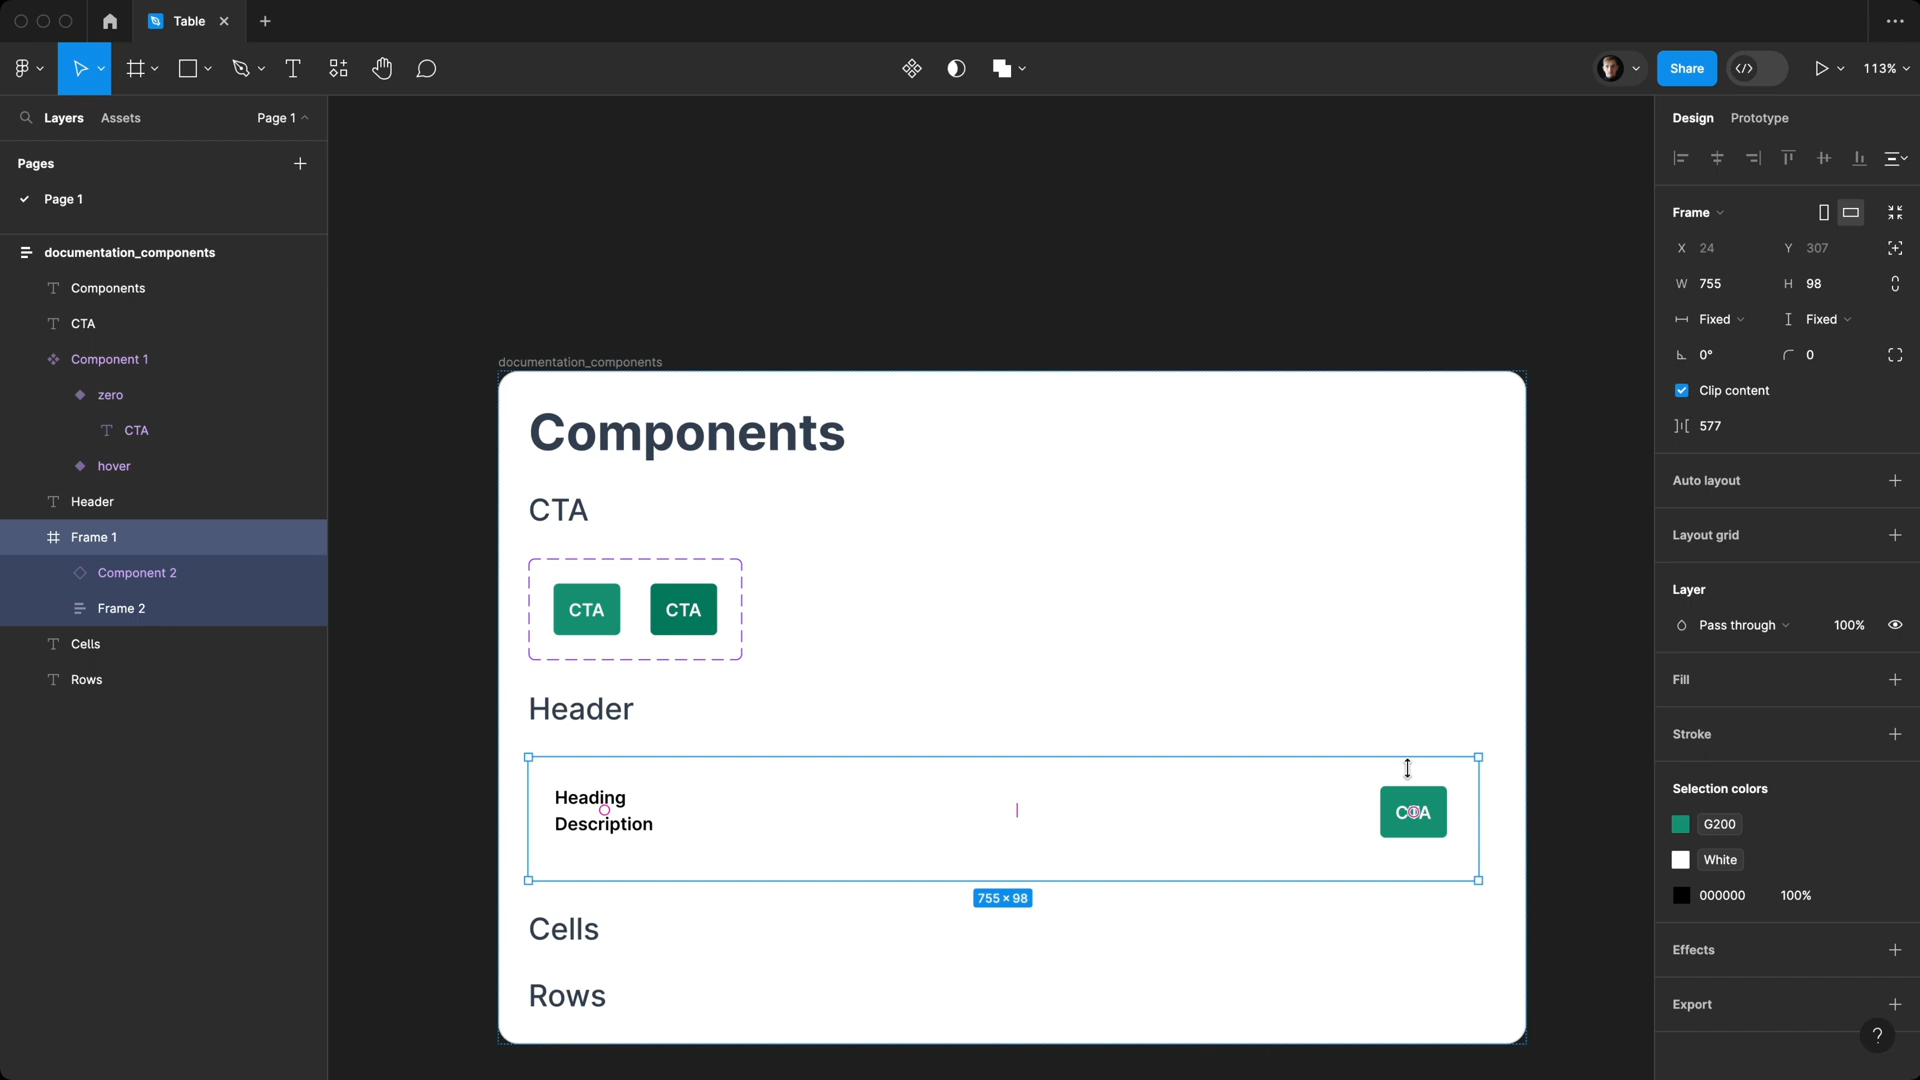 Table
Share
113%
Layers
Assets
Page 1
Pages
Page 1
documentation_components
Components
CTA
Component 1
zero
CTA
hover
Header
Frame 1
Component 2
Frame 2
Cells
Rows
documentation_components
Components
CTA
CTA
CTA
Header
Heading
Description
CTA
755 × 98
Cells
Rows
Design
Prototype
Frame
X 24
Y 307
W 755
H 98
Fixed
Fixed
0°
0
Clip content
577
Auto layout
Layout grid
Layer
Pass through
100%
Fill
Stroke
Selection colors
G200
White
000000
100%
Effects
Export
?